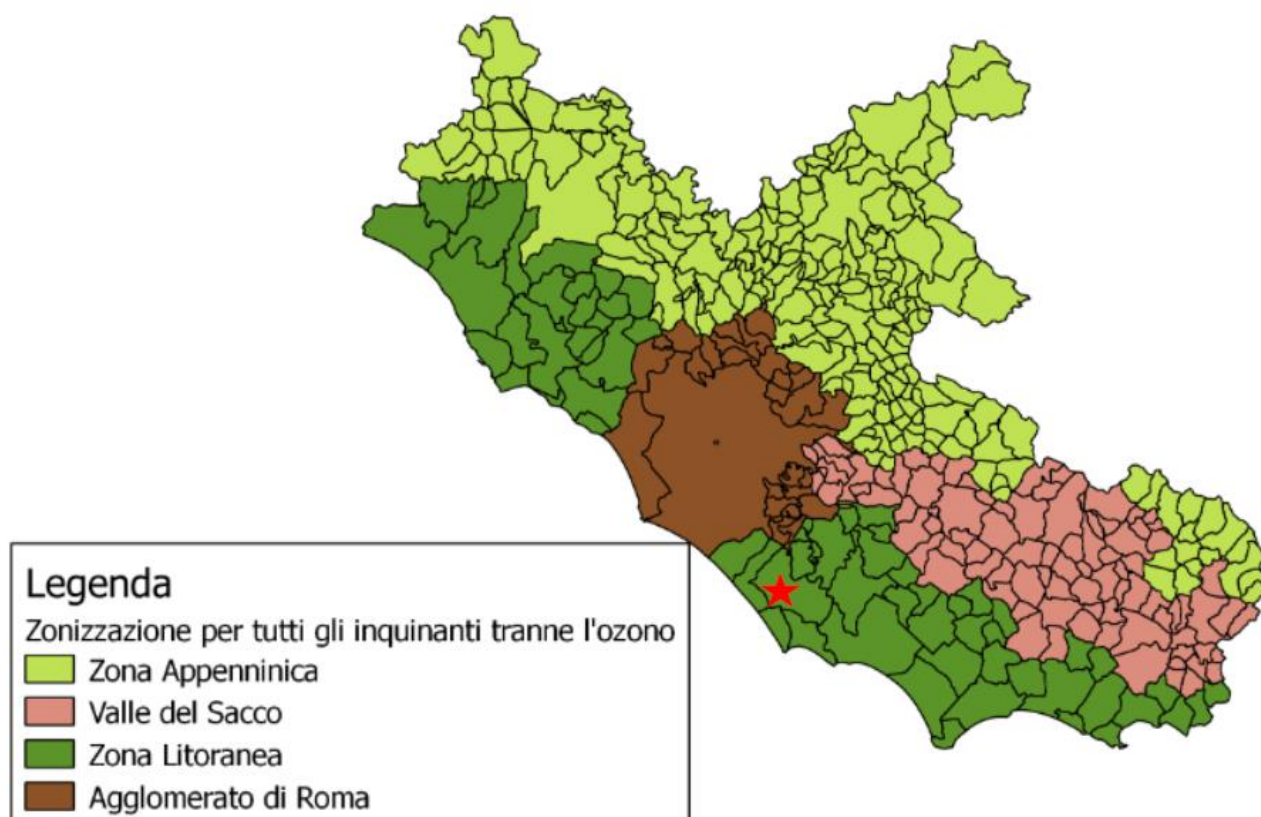 Legenda
Zonizzazione per tutti gli inquinanti tranne l'ozono
Zona Appenninica
Valle del Sacco
Zona Litoranea
Agglomerato di Roma